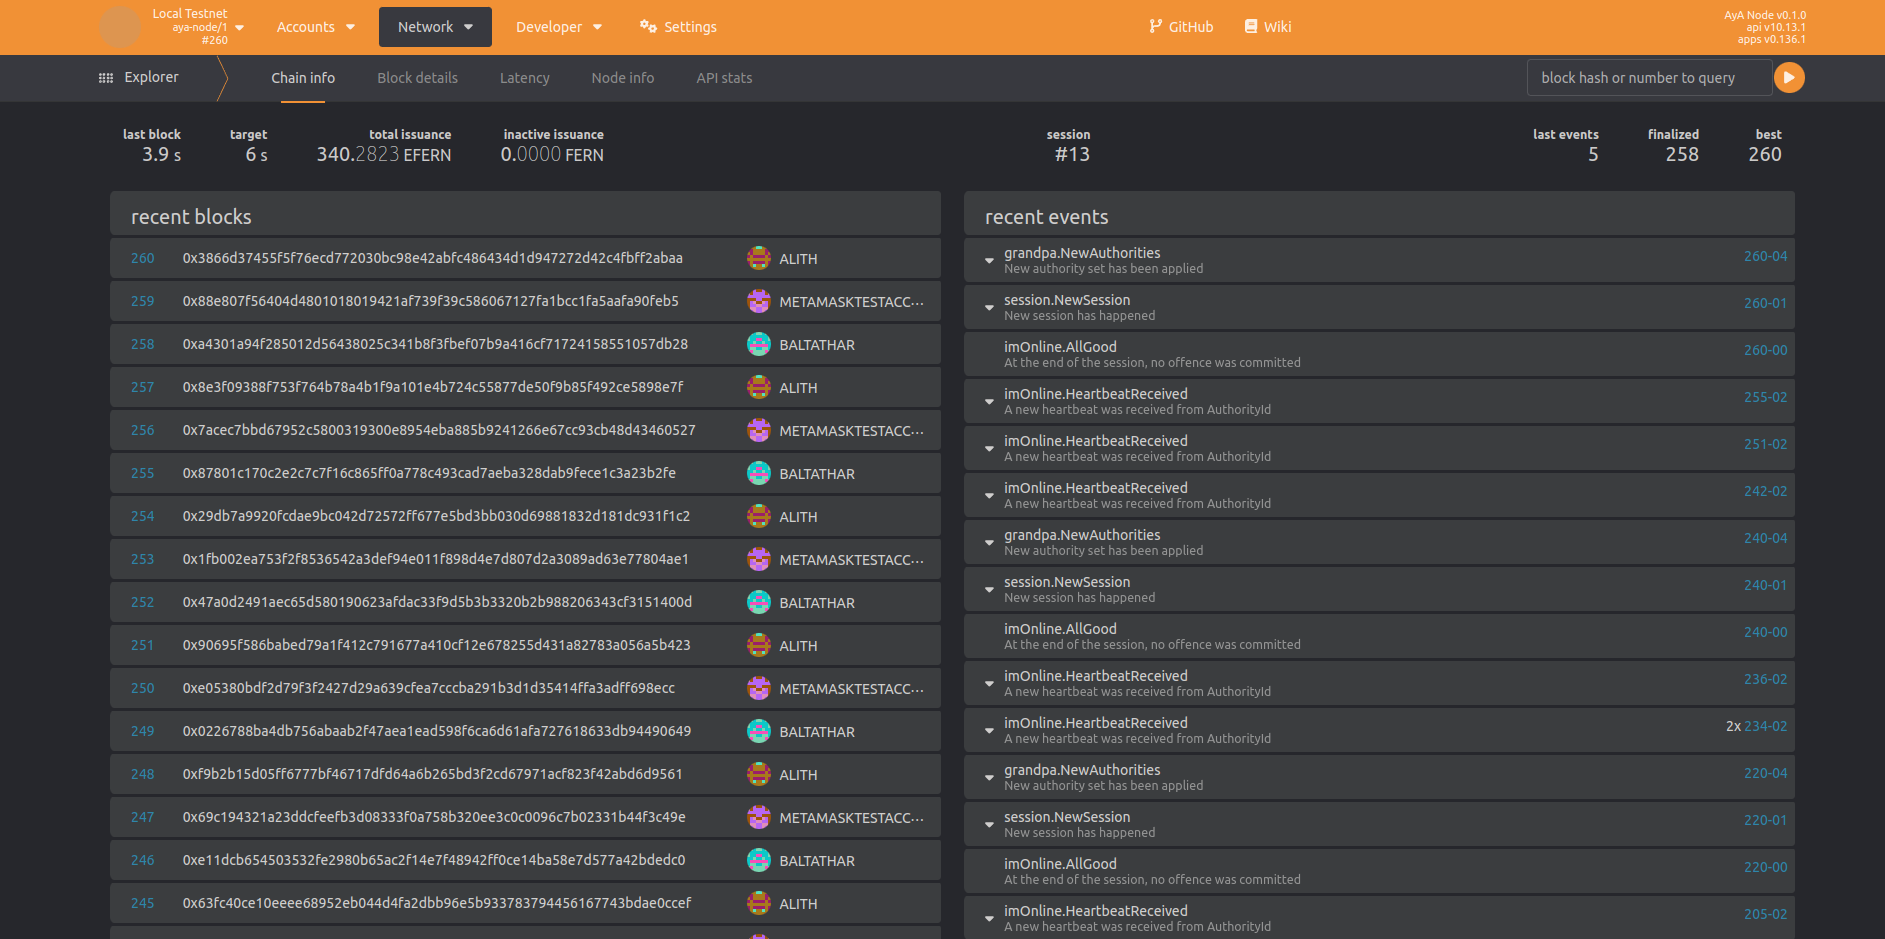 Local Testnet
aya-node/1
#260
Accounts
Network
Developer
Settings
GitHub
Wiki
AyA Node v0.1.0
api v10.13.1
apps v0.136.1
Explorer
Chain info
Block details
Latency
Node info
API stats
block hash or number to query
last block
3.9 s
target
6 s
total issuance
340.2823 EFERN
inactive issuance
0.0000 FERN
session
#13
last events
5
finalized
258
best
260
recent blocks
260 0x3866d37455f5f76ecd772030bc98e42abfc486434d1d947272d42c4fbff2abaa ALITH
259 0x88e807f56404d4801018019421af739f39c586067127fa1bcc1fa5aafa90feb5 METAMASKTESTACC…
258 0xa4301a94f285012d56438025c341b8f3fbef07b9a416cf71724158551057db28 BALTATHAR
257 0x8e3f09388f753f764b78a4b1f9a101e4b724c55877de50f9b85f492ce5898e7f ALITH
256 0x7acec7bbd67952c5800319300e8954eba885b9241266e67cc93cb48d43460527 METAMASKTESTACC…
255 0x87801c170c2e2c7c7f16c865ff0a778c493cad7aeba328dab9fece1c3a23b2fe BALTATHAR
254 0x29db7a9920fcdae9bc042d72572ff677e5bd3bb030d69881832d181dc931f1c2 ALITH
253 0x1fb002ea753f2f8536542a3def94e011f898d4e7d807d2a3089ad63e77804ae1 METAMASKTESTACC…
252 0x47a0d2491aec65d580190623afdac33f9d5b3b3320b2b988206343cf3151400d BALTATHAR
251 0x90695f586babed79a1f412c791677a410cf12e678255d431a82783a056a5b423 ALITH
250 0xe05380bdf2d79f3f2427d29a639cfea7cccba291b3d1d35414ffa3adff698ecc METAMASKTESTACC…
249 0x0226788ba4db756abaab2f47aea1ead598f6ca6d61afa727618633db94490649 BALTATHAR
248 0xf9b2b15d05ff6777bf46717dfd64a6b265bd3f2cd67971acf823f42abd6d9561 ALITH
247 0x69c194321a23ddcfeefb3d08333f0a758b320ee3c0c0096c7b02331b44f3c49e METAMASKTESTACC…
246 0xe11dcb654503532fe2980b65ac2f14e7f48942ff0ce14ba58e7d577a42bdedc0 BALTATHAR
245 0x63fc40ce10eeee68952eb044d4fa2dbb96e5b933783794456167743bdae0ccef ALITH
recent events
grandpa.NewAuthorities 260-04
New authority set has been applied
session.NewSession 260-01
New session has happened
imOnline.AllGood 260-00
At the end of the session, no offence was committed
imOnline.HeartbeatReceived 255-02
A new heartbeat was received from AuthorityId
imOnline.HeartbeatReceived 251-02
A new heartbeat was received from AuthorityId
imOnline.HeartbeatReceived 242-02
A new heartbeat was received from AuthorityId
grandpa.NewAuthorities 240-04
New authority set has been applied
session.NewSession 240-01
New session has happened
imOnline.AllGood 240-00
At the end of the session, no offence was committed
imOnline.HeartbeatReceived 236-02
A new heartbeat was received from AuthorityId
imOnline.HeartbeatReceived 2x 234-02
A new heartbeat was received from AuthorityId
grandpa.NewAuthorities 220-04
New authority set has been applied
session.NewSession 220-01
New session has happened
imOnline.AllGood 220-00
At the end of the session, no offence was committed
imOnline.HeartbeatReceived 205-02
A new heartbeat was received from AuthorityId